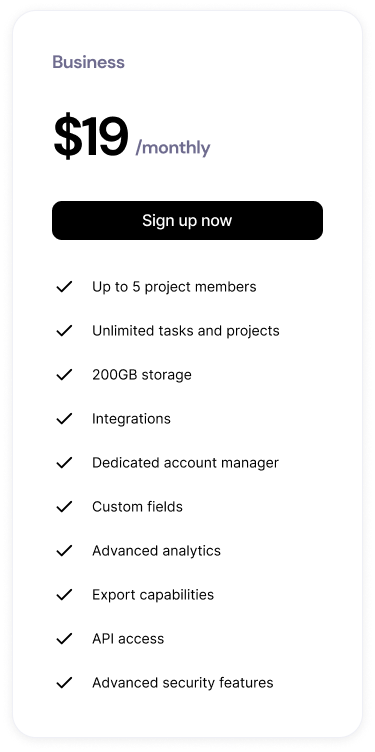 Business
$19 /monthly
Sign up now
Up to 5 project members
Unlimited tasks and projects
200GB storage
Integrations
Dedicated account manager
Custom fields
Advanced analytics
Export capabilities
API access
Advanced security features